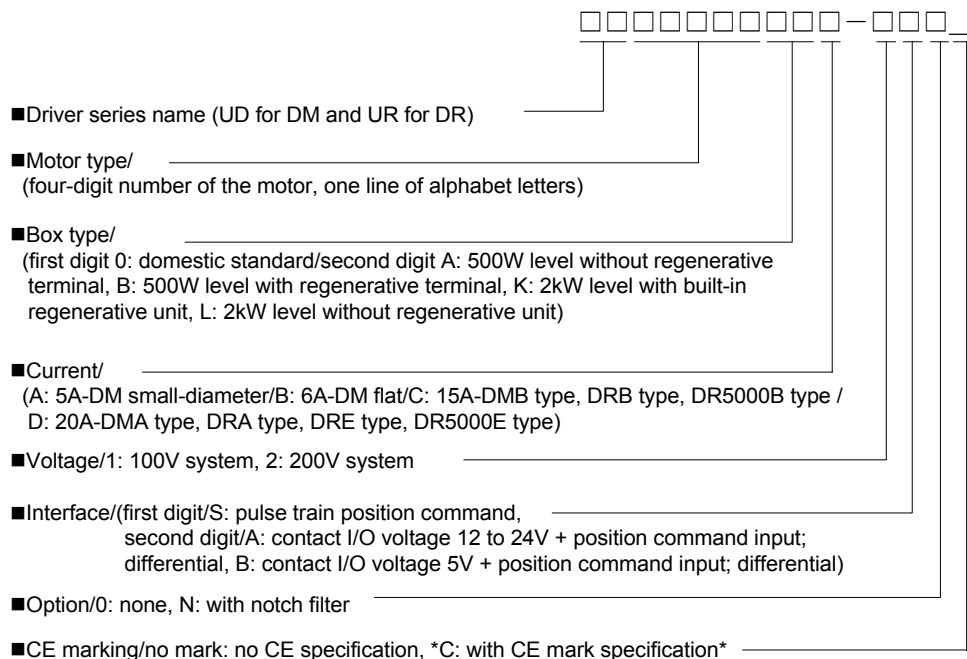 □□□□□□□□□□−□□□_
■Driver series name (UD for DM and UR for DR)
■Motor type/
(four-digit number of the motor, one line of alphabet letters)
■Box type/
(first digit 0: domestic standard/second digit A: 500W level without regenerative
terminal, B: 500W level with regenerative terminal, K: 2kW level with built-in
regenerative unit, L: 2kW level without regenerative unit)
■Current/
(A: 5A-DM small-diameter/B: 6A-DM flat/C: 15A-DMB type, DRB type, DR5000B type /
D: 20A-DMA type, DRA type, DRE type, DR5000E type)
■Voltage/1: 100V system, 2: 200V system
■Interface/(first digit/S: pulse train position command,
second digit/A: contact I/O voltage 12 to 24V + position command input;
differential, B: contact I/O voltage 5V + position command input; differential)
■Option/0: none, N: with notch filter
■CE marking/no mark: no CE specification, *C: with CE mark specification*